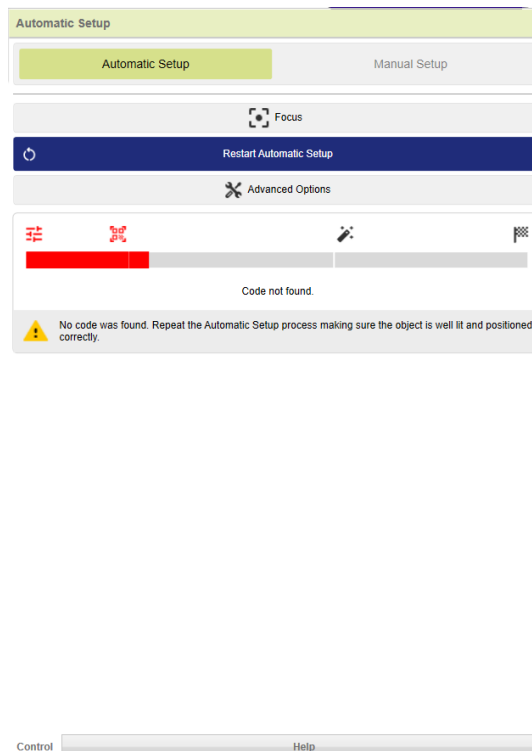 Automatic Setup
Automatic Setup
Manual Setup
Focus
Restart Automatic Setup
Advanced Options
Code not found.
No code was found. Repeat the Automatic Setup process making sure the object is well lit and positioned
correctly.
Control
Help